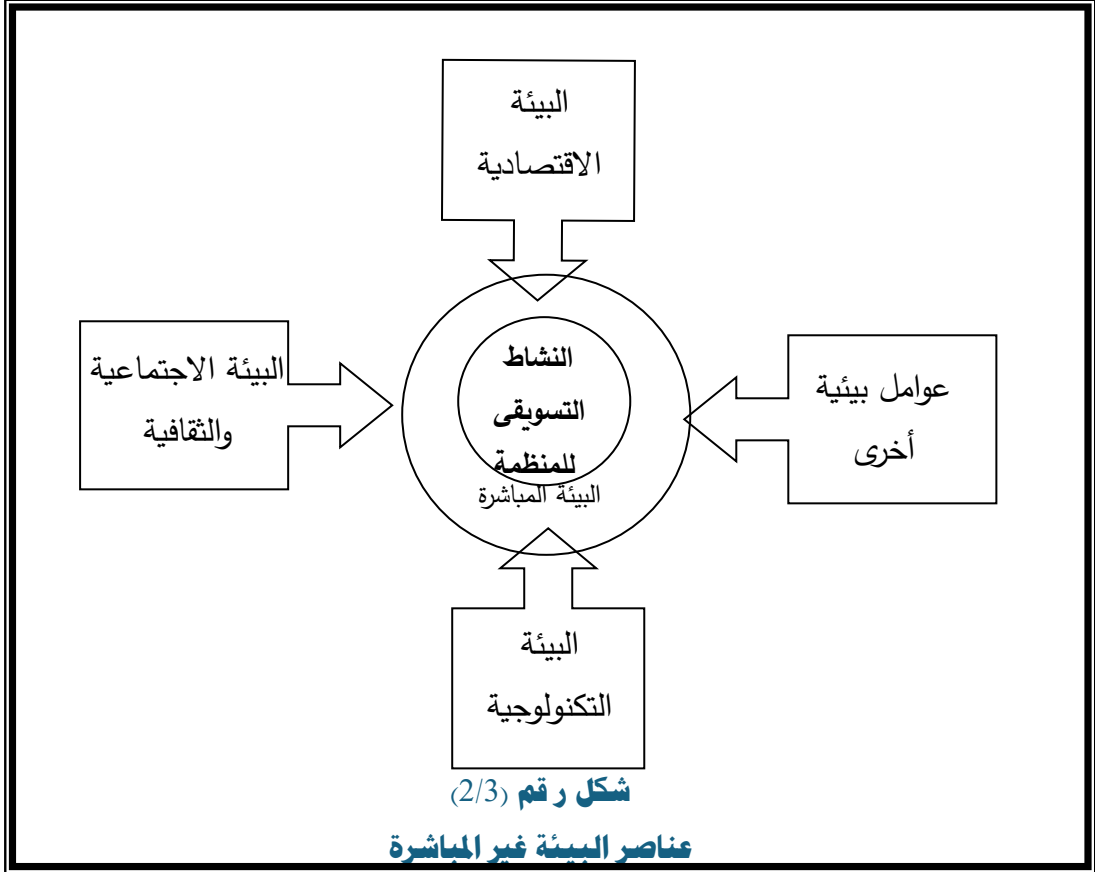 البيئة
الاقتصادية
عوامل بيئية
أخرى
النشاط
التسويقى
للمنظمة
البيئة المباشرة
البيئة الاجتماعية
والثقافية
البيئة
التكنولوجية
شكل رقم (2/3)
عناصر البيئة غير المباشرة